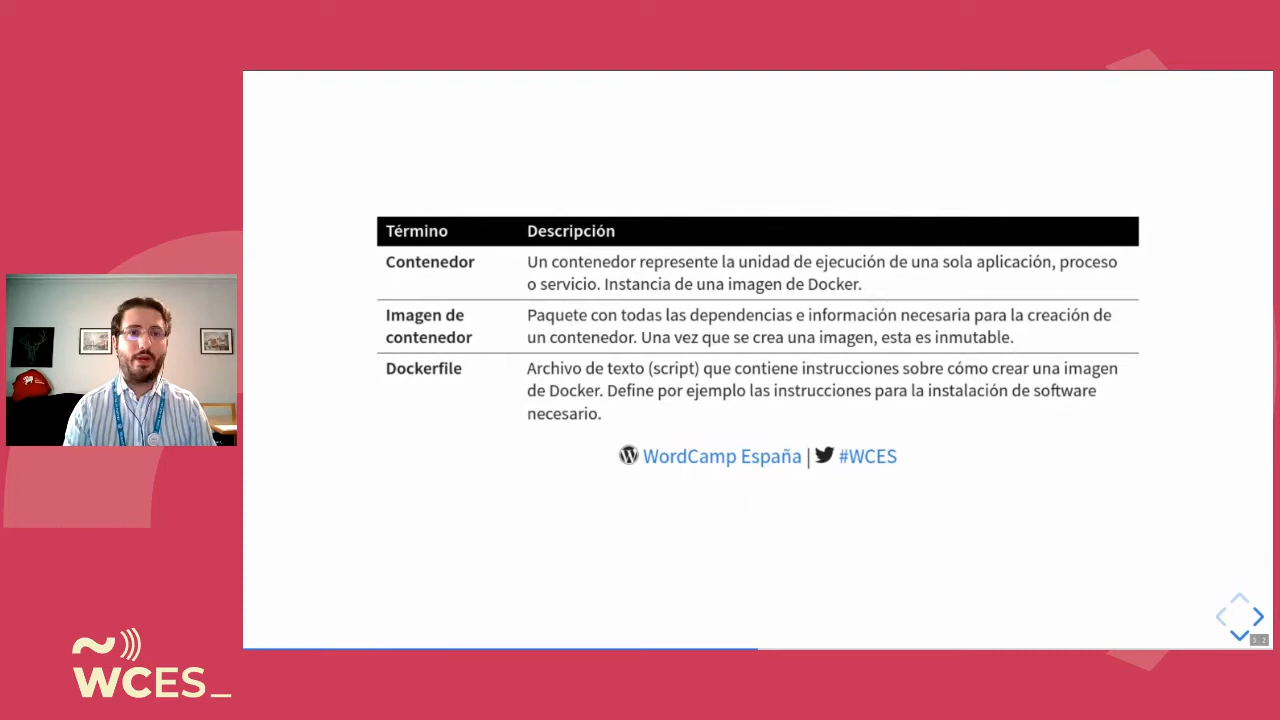 Término Descripción
Contenedor Un contenedor represente la unidad de ejecución de una sola aplicación, proceso
o servicio. Instancia de una imagen de Docker.
Imagen de Paquete con todas las dependencias e información necesaria para la creación de
contenedor un contenedor. Una vez que se crea una imagen, esta es inmutable.
Dockerfile Archivo de texto (script) que contiene instrucciones sobre cómo crear una imagen
de Docker. Define por ejemplo las instrucciones para la instalación de software
necesario.
WordCamp España | #WCES
WCES_